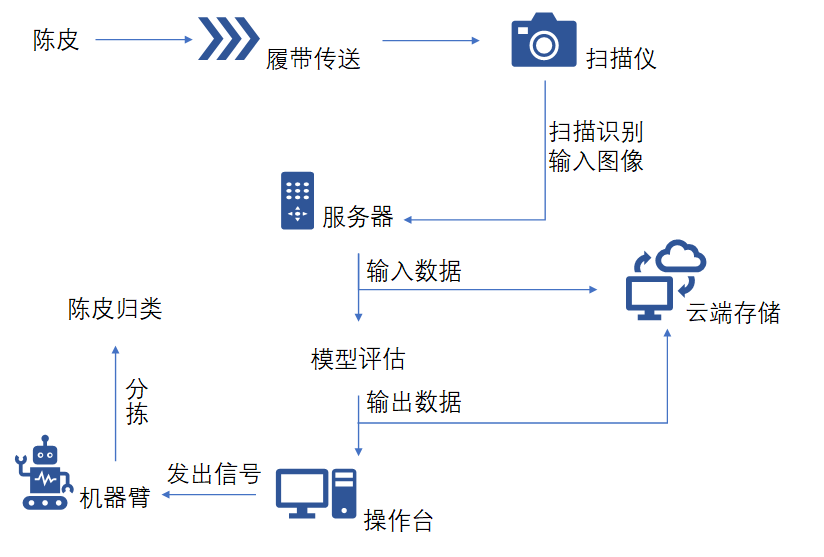 陈皮
履带传送
扫描仪
扫描识别
输入图像
服务器
输入数据
云端存储
陈皮归类
模型评估
分
拣
输出数据
发出信号
机器臂
操作台